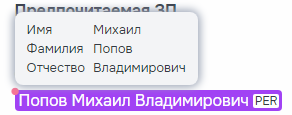 Предпочитаемая ЗП
Имя Михаил
Фамилия Попов
Отчество Владимирович
Попов Михаил Владимирович PER